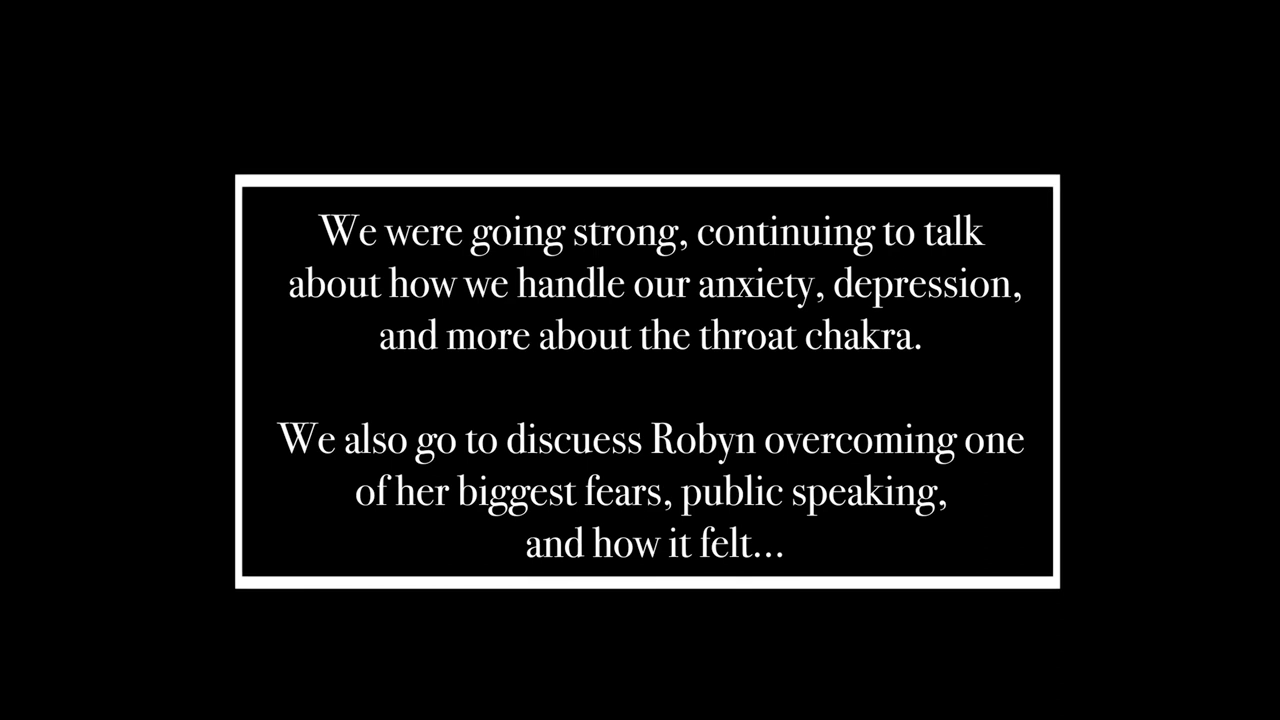 We were going strong, continuing to talk
about how we handle our anxiety, depression,
and more about the throat chakra.
We also go to discuess Robyn overcoming one
of her biggest fears, public speaking,
and how it felt...